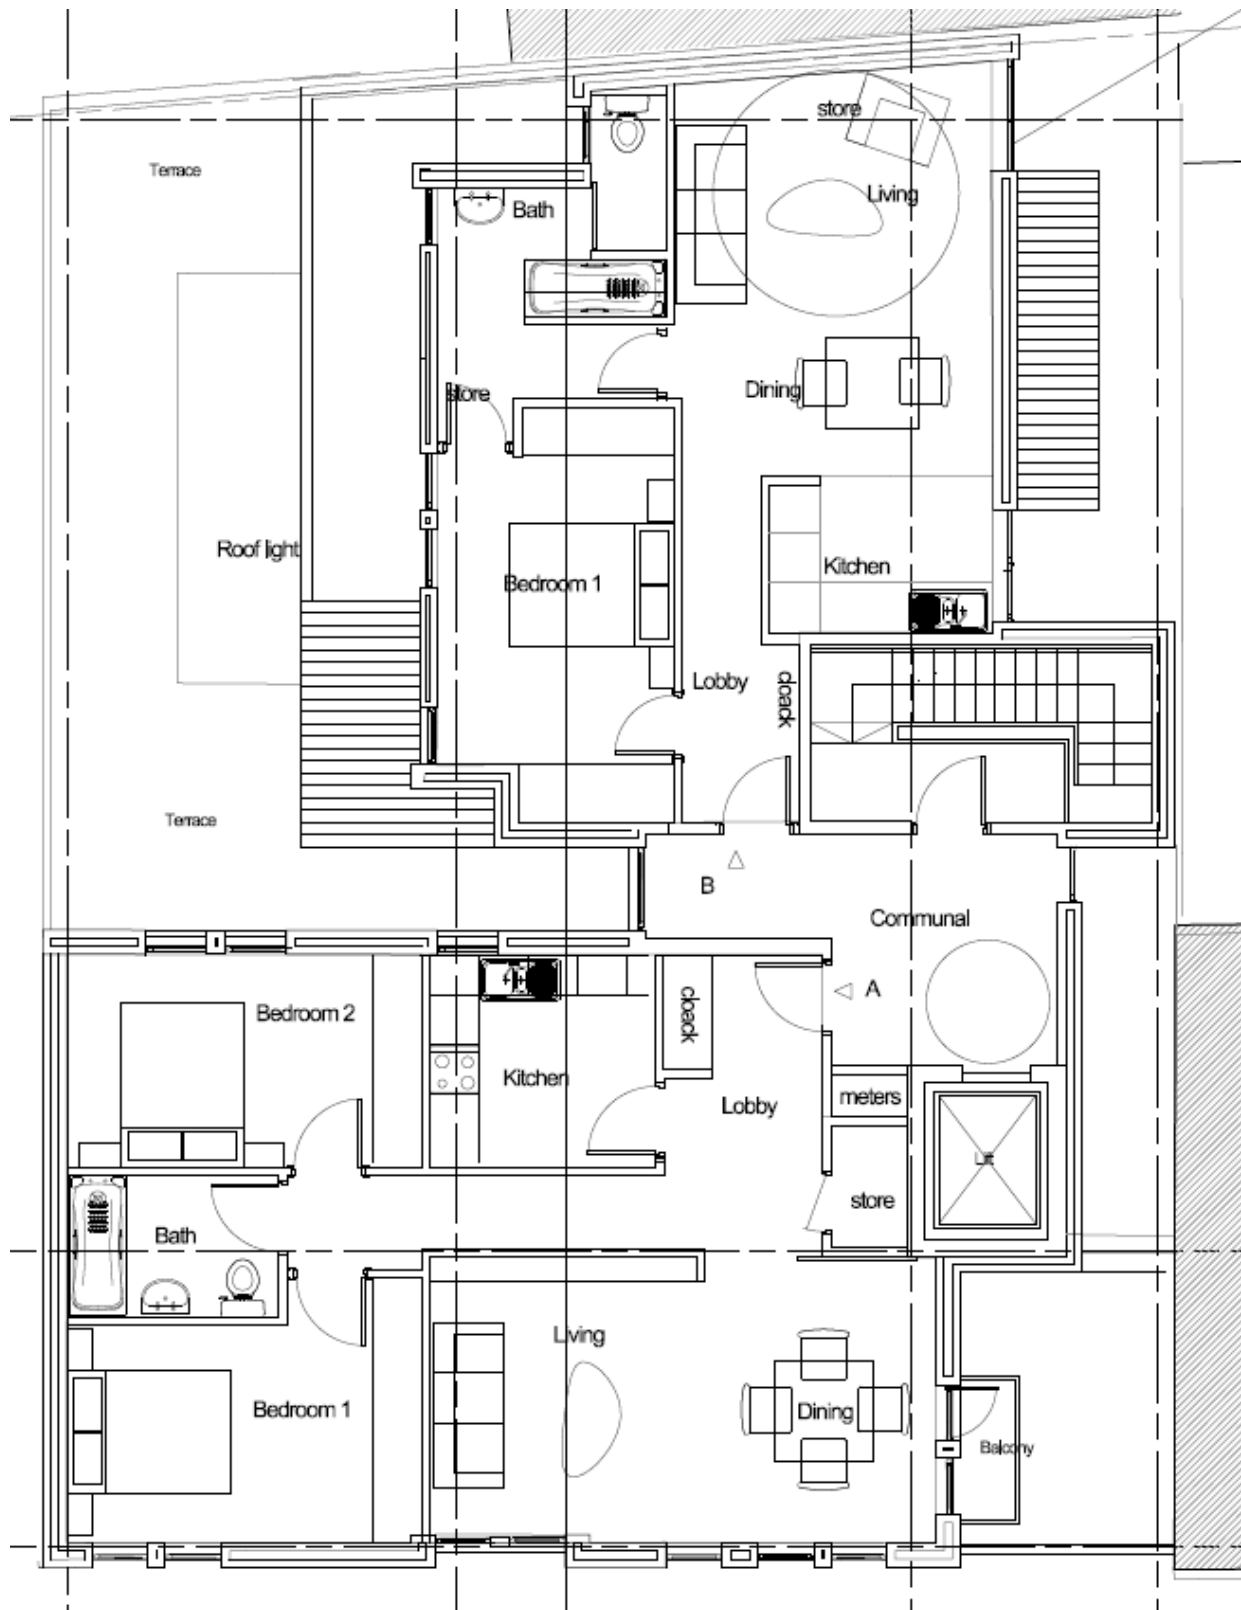 store
Terrace
Living
Bath
Dining
store
Roof light
Kitchen
Bedroom 1
Lobby
cloack
Terrace
B
Communal
A
Bedroom 2
cloack
Kitchen
meters
Lobby
Lift
store
Bath
Living
Bedroom 1
Dining
Balcony